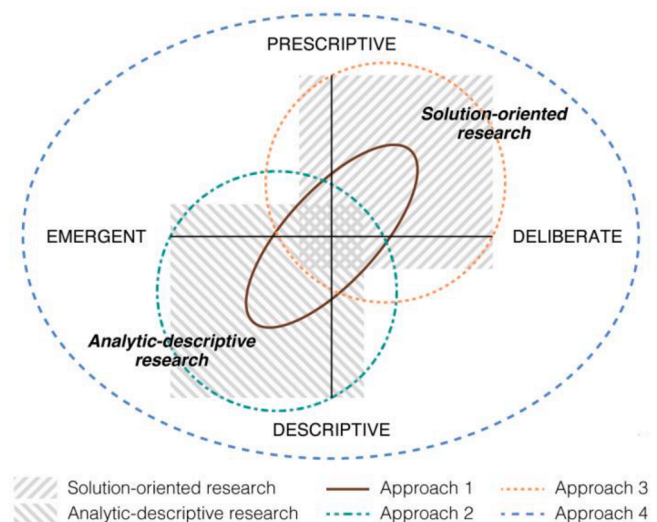 PRESCRIPTIVE
Solution-oriented
research
EMERGENT
DELIBERATE
Analytic-descriptive
research
DESCRIPTIVE
Solution-oriented research
Approach 1
Approach 3
Analytic-descriptive research
Approach 2
Approach 4